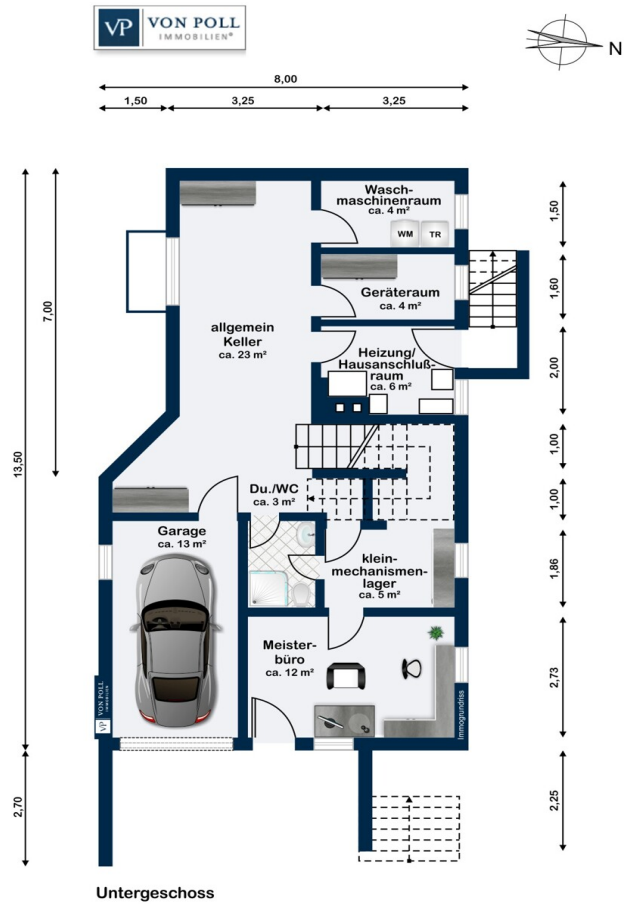 VP VON POLL
IMMOBILIEN®
N
8,00
1,50
3,25
3,25
13,50
7,00
2,70
Wasch-
maschinenraum
ca. 4 m²
WM
TR
1,50
Geräteraum
ca. 4 m²
1,60
allgemein
Keller
ca. 23 m²
Heizung/
Hausanschluß-
raum
ca. 6 m²
2,00
1,00
1,00
Du./WC
ca. 3 m²
Garage
ca. 13 m²
klein-
mechanismen-
lager
ca. 5 m²
1,86
Meister-
büro
ca. 12 m²
2,73
VP VON POLL
IMMOBILIEN
Immogrundriss
2,25
Untergeschoss